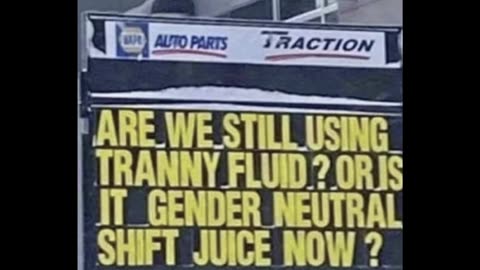 NAPA AUTO PARTS TRACTION
ARE WE STILL USING
TRANNY FLUID? OR IS
IT GENDER NEUTRAL
SHIFT JUICE NOW?